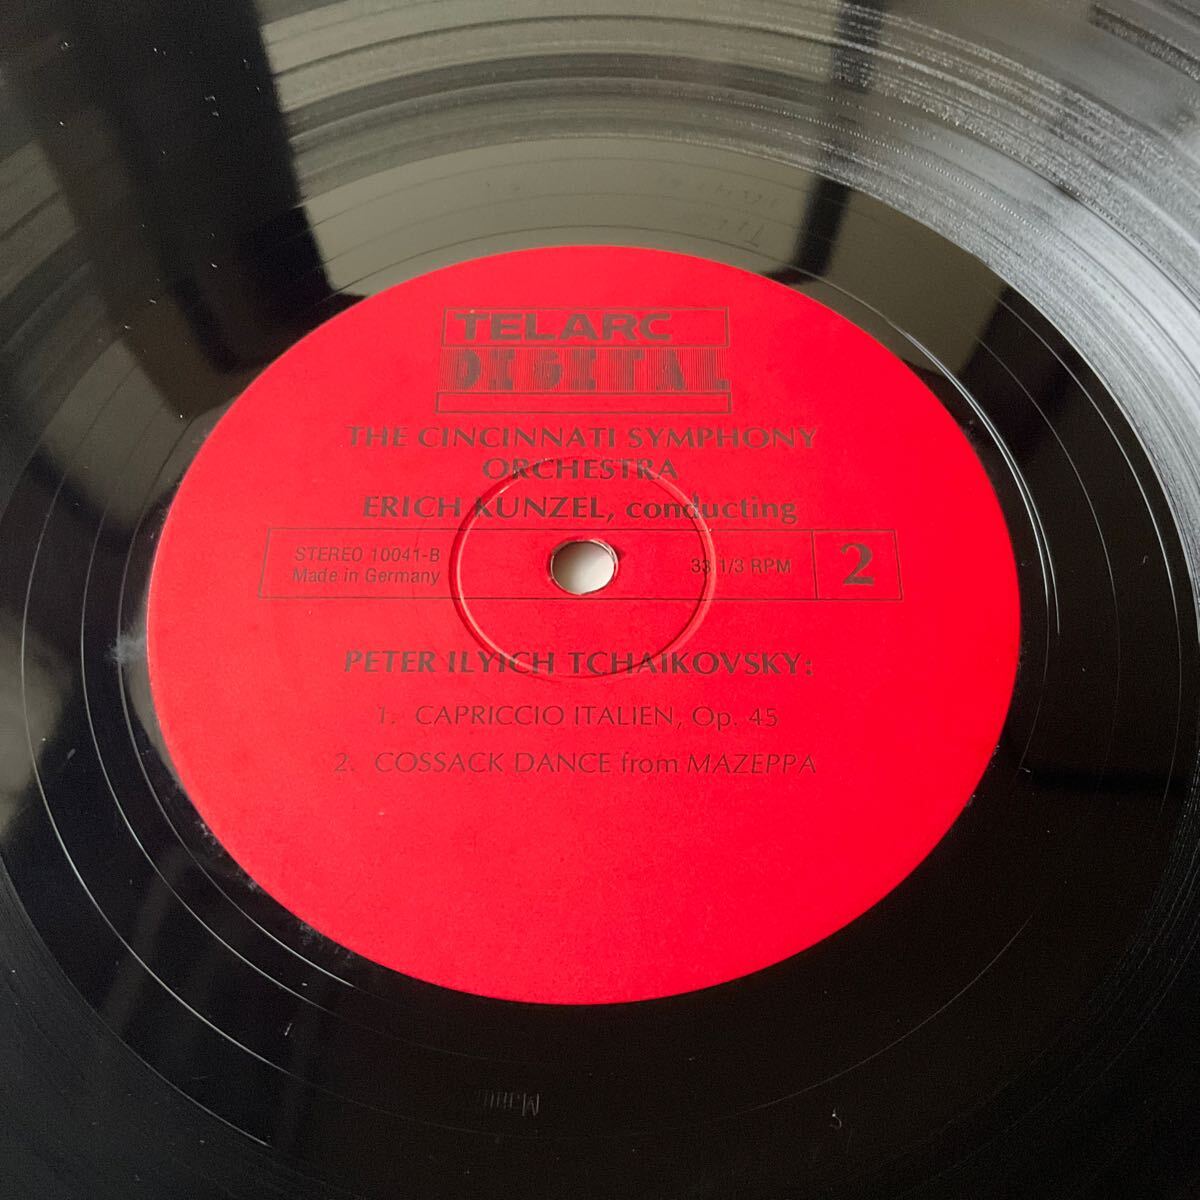 TELARC
DIGITAL
THE CINCINNATI SYMPHONY
ORCHESTRA
ERICH KUNZEL, conducting
STEREO 10041-B
Made in Germany
33 1/3 RPM
2
PETER ILYICH TCHAIKOVSKY:
1. CAPRICCIO ITALIEN, Op. 45
2. COSSACK DANCE from MAZEPPA